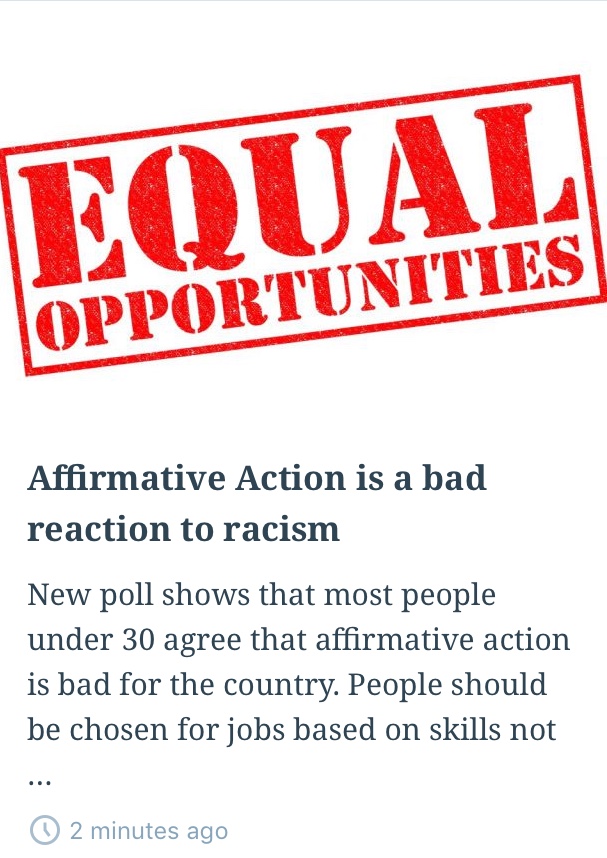 EQUAL
OPPORTUNITIES
Affirmative Action is a bad
reaction to racism
New poll shows that most people
under 30 agree that affirmative action
is bad for the country. People should
be chosen for jobs based on skills not
...
2 minutes ago